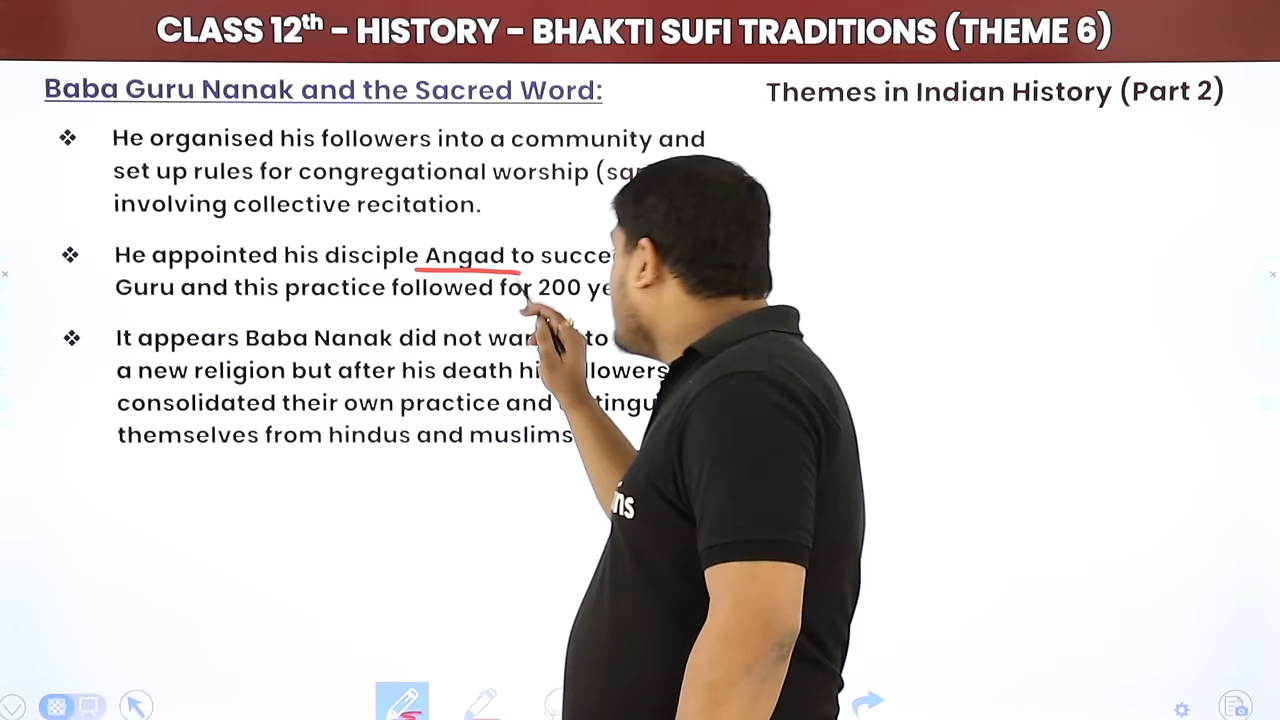 CLASS 12th - HISTORY - BHAKTI SUFI TRADITIONS (THEME 6)
Baba Guru Nanak and the Sacred Word:
Themes in Indian History (Part 2)
❖ He organised his followers into a community and
set up rules for congregational worship
involving collective recitation.
❖ He appointed his disciple Angad to
Guru and this practice followed for 200
❖ It appears Baba Nanak did not to
a new religion but after his death
consolidated their own practice and
themselves from hindus and muslims